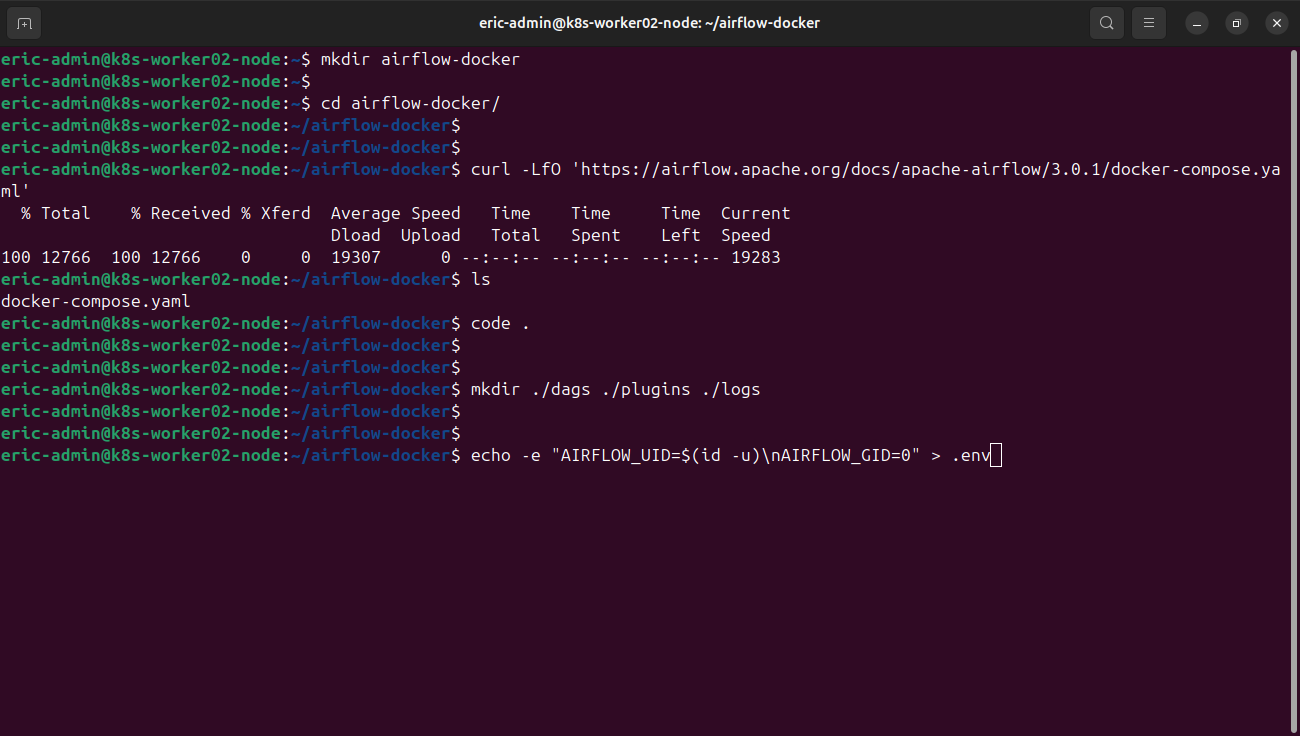 eric-admin@k8s-worker02-node: ~/airflow-docker
eric-admin@k8s-worker02-node:~$ mkdir airflow-docker
eric-admin@k8s-worker02-node:~$
eric-admin@k8s-worker02-node:~$ cd airflow-docker/
eric-admin@k8s-worker02-node:~/airflow-docker$
eric-admin@k8s-worker02-node:~/airflow-docker$
eric-admin@k8s-worker02-node:~/airflow-docker$ curl -LfO 'https://airflow.apache.org/docs/apache-airflow/3.0.1/docker-compose.ya
ml'
  % Total    % Received % Xferd  Average Speed   Time    Time     Time  Current
                                 Dload  Upload   Total   Spent    Left  Speed
100 12766  100 12766    0     0  19307      0 --:--:-- --:--:-- --:--:-- 19283
eric-admin@k8s-worker02-node:~/airflow-docker$ ls
docker-compose.yaml
eric-admin@k8s-worker02-node:~/airflow-docker$ code .
eric-admin@k8s-worker02-node:~/airflow-docker$
eric-admin@k8s-worker02-node:~/airflow-docker$
eric-admin@k8s-worker02-node:~/airflow-docker$ mkdir ./dags ./plugins ./logs
eric-admin@k8s-worker02-node:~/airflow-docker$
eric-admin@k8s-worker02-node:~/airflow-docker$
eric-admin@k8s-worker02-node:~/airflow-docker$ echo -e "AIRFLOW_UID=$(id -u)\nAIRFLOW_GID=0" > .env